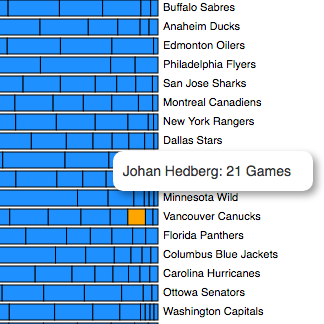 Buffalo Sabres
Anaheim Ducks
Edmonton Oilers
Philadelphia Flyers
San Jose Sharks
Montreal Canadiens
New York Rangers
Dallas Stars
Johan Hedberg: 21 Games
Minnesota Wild
Vancouver Canucks
Florida Panthers
Columbus Blue Jackets
Carolina Hurricanes
Ottowa Senators
Washington Capitals